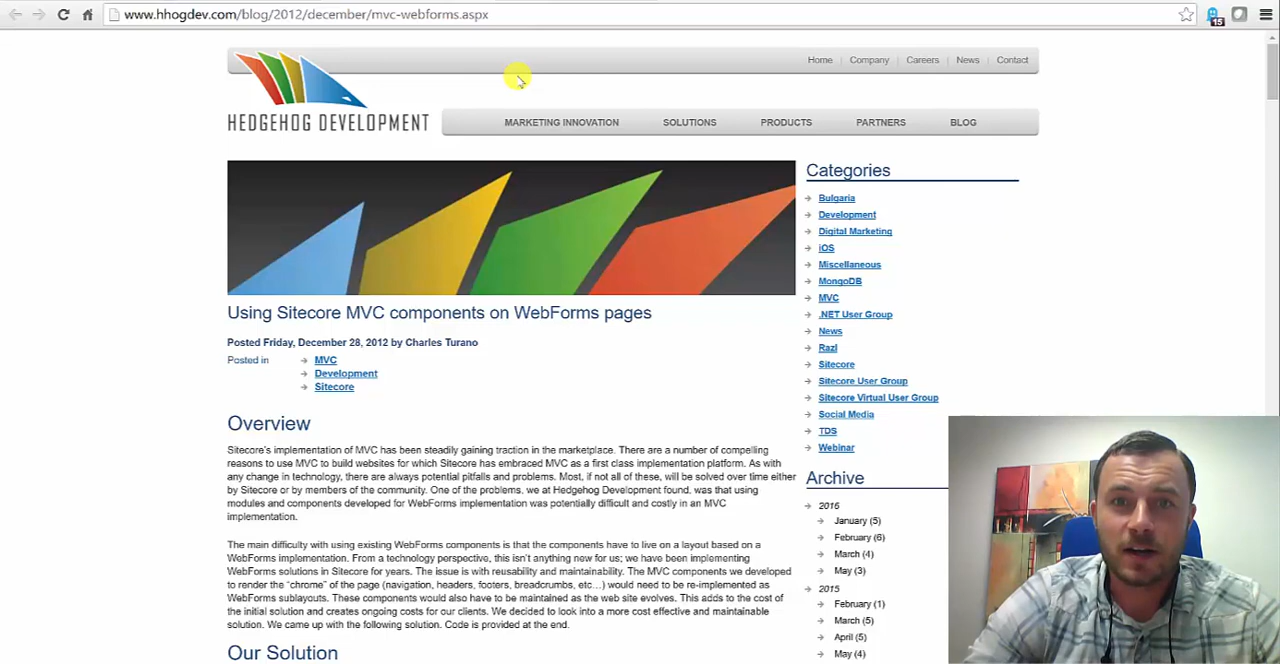 www.hhogdev.com/blog/2012/december/mvc-webforms.aspx
15
Home | Company | Careers | News | Contact
HEDGEHOG DEVELOPMENT
MARKETING INNOVATION SOLUTIONS PRODUCTS PARTNERS BLOG
Using Sitecore MVC components on WebForms pages
Posted Friday, December 28, 2012 by Charles Turano
Posted in
MVC
Development
Sitecore
Overview
Sitecore's implementation of MVC has been steadily gaining traction in the marketplace. There are a number of compelling
reasons to use MVC to build websites for which Sitecore has embraced MVC as a first class implementation platform. As with
any change in technology, there are always potential pitfalls and problems. Most, if not all of these, will be solved over time either
by Sitecore or by members of the community. One of the problems, we at Hedgehog Development found, was that using
modules and components developed for WebForms implementation was potentially difficult and costly in an MVC
implementation.
The main difficulty with using existing WebForms components is that the components have to live on a layout based on a
WebForms implementation. From a technology perspective, this isn't anything new for us; we have been implementing
WebForms solutions in Sitecore for years. The issue is with reusability and maintainability. The MVC components we developed
to render the "chrome" of the page (navigation, headers, footers, breadcrumbs, etc...) would need to be re-implemented as
WebForms sublayouts. These components would also have to be maintained as the web site evolves. This adds to the cost of
the initial solution and creates ongoing costs for our clients. We decided to look into a more cost effective and maintainable
solution. We came up with the following solution. Code is provided at the end.
Our Solution
Categories
Bulgaria
Development
Digital Marketing
iOS
Miscellaneous
MongoDB
MVC
.NET User Group
News
Razl
Sitecore
Sitecore User Group
Sitecore Virtual User Group
Social Media
TDS
Webinar
Archive
2016
January (5)
February (6)
March (4)
May (3)
2015
February (1)
March (5)
April (5)
May (4)